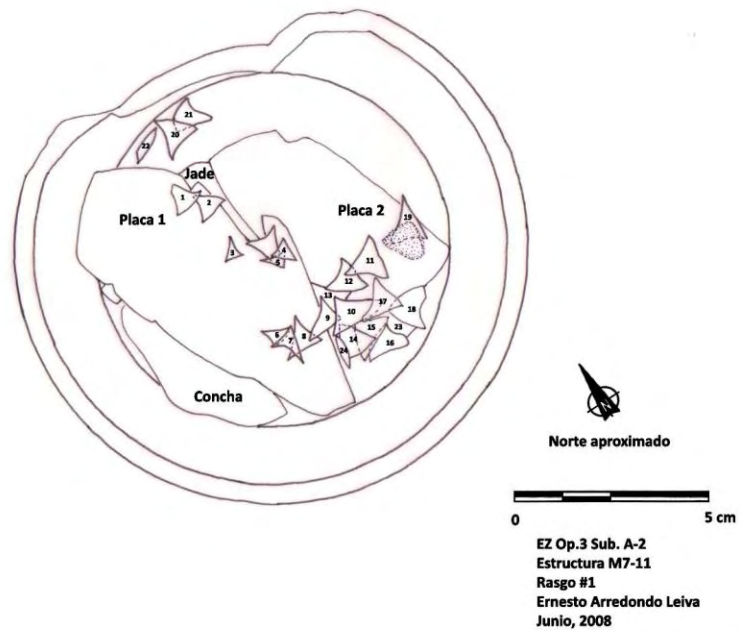 21
20
22
Jade
1
2
Placa 1
Placa 2
19
3
4
5
11
12
13
17
9
10
18
15
23
6
7
8
14
16
24
Concha
Norte aproximado
0
5 cm
EZ Op.3 Sub. A-2
Estructura M7-11
Rasgo #1
Ernesto Arredondo Leiva
Junio, 2008